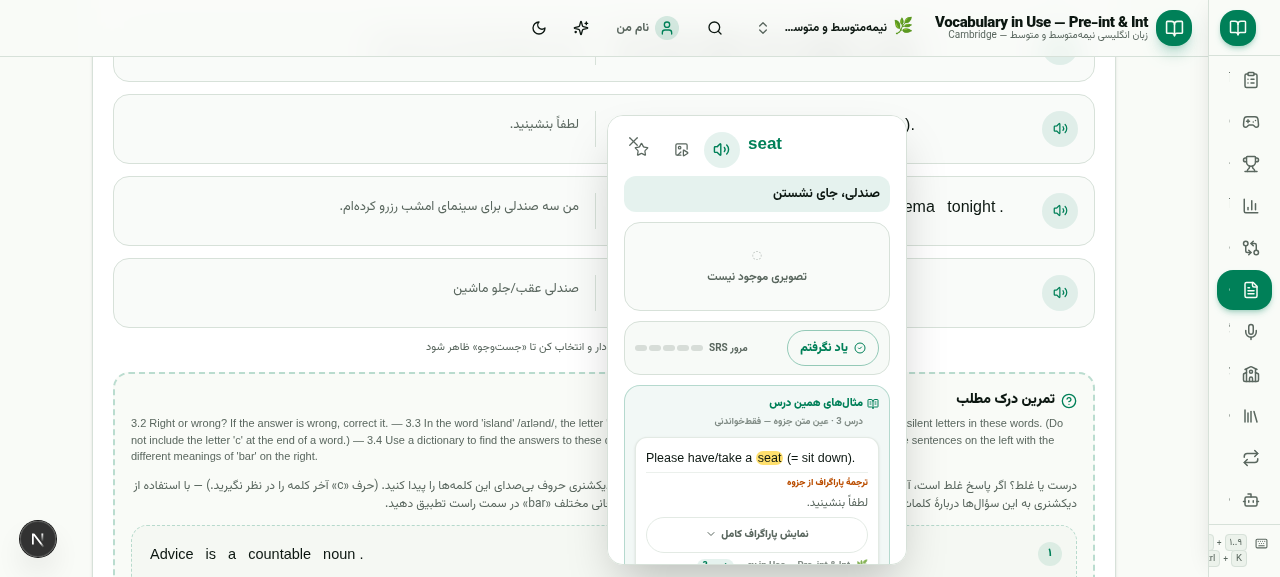 Vocabulary in Use — Pre-int & Int
زبان انگلیسی نیمه‌متوسط و متوسط — Cambridge
نیمه‌متوسط و متوسـ...
نام من
لطفاً بنشینید.
).
من سه صندلی برای سینمای امشب رزرو کرده‌ام.
ema tonight .
صندلی عقب/جلو ماشین
دار و انتخاب کن تا «جست‌وجو» ظاهر شود
seat
صندلی، جای نشستن
تصویری موجود نیست
یاد نگرفتم
مرور SRS
مثال‌های همین درس
درس 3 · عین متن جزوه — فقط‌خواندنی
Please have/take a seat (= sit down).
ترجمهٔ پاراگراف از جزوه
لطفاً بنشینید.
نمایش پاراگراف کامل
تمرین درک مطلب
3.2 Right or wrong? If the answer is wrong, correct it. — 3.3 In the word 'island' /aɪlənd/, the letter
silent letters in these words. (Do
not include the letter 'c' at the end of a word.) — 3.4 Use a dictionary to find the answers to these
sentences on the left with the
different meanings of 'bar' on the right.
درست یا غلط؟ اگر پاسخ غلط است،
دیکشنری حروف بی‌صدای این کلمه‌ها را پیدا کنید. (حرف «c» آخر کلمه را در نظر نگیرید.) — با استفاده از
دیکشنری به این سؤال‌ها دربارهٔ
مختلف «bar» در سمت راست تطبیق دهید.
۱
Advice is a countable noun .
N
+ ۱..۹
+ K